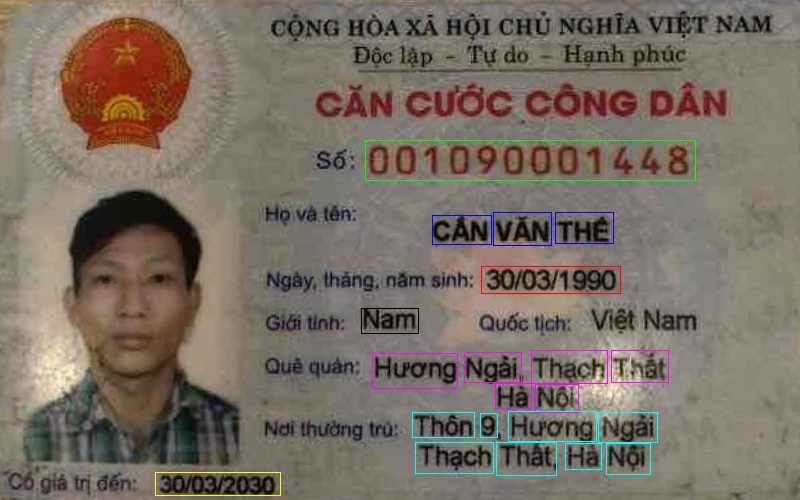 CỘNG HÒA XÃ HỘI CHỦ NGHĨA VIỆT NAM
Độc lập - Tự do - Hạnh phúc
CĂN CƯỚC CÔNG DÂN
Số: 001090001448
Họ và tên:
CẤN VĂN THẾ
Ngày, tháng, năm sinh: 30/03/1990
Giới tính: Nam Quốc tịch: Việt Nam
Quê quán: Hương Ngải, Thạch Thất
Hà Nội
Nơi thường trú: Thôn 9, Hương Ngải
Thạch Thất, Hà Nội
Có giá trị đến: 30/03/2030